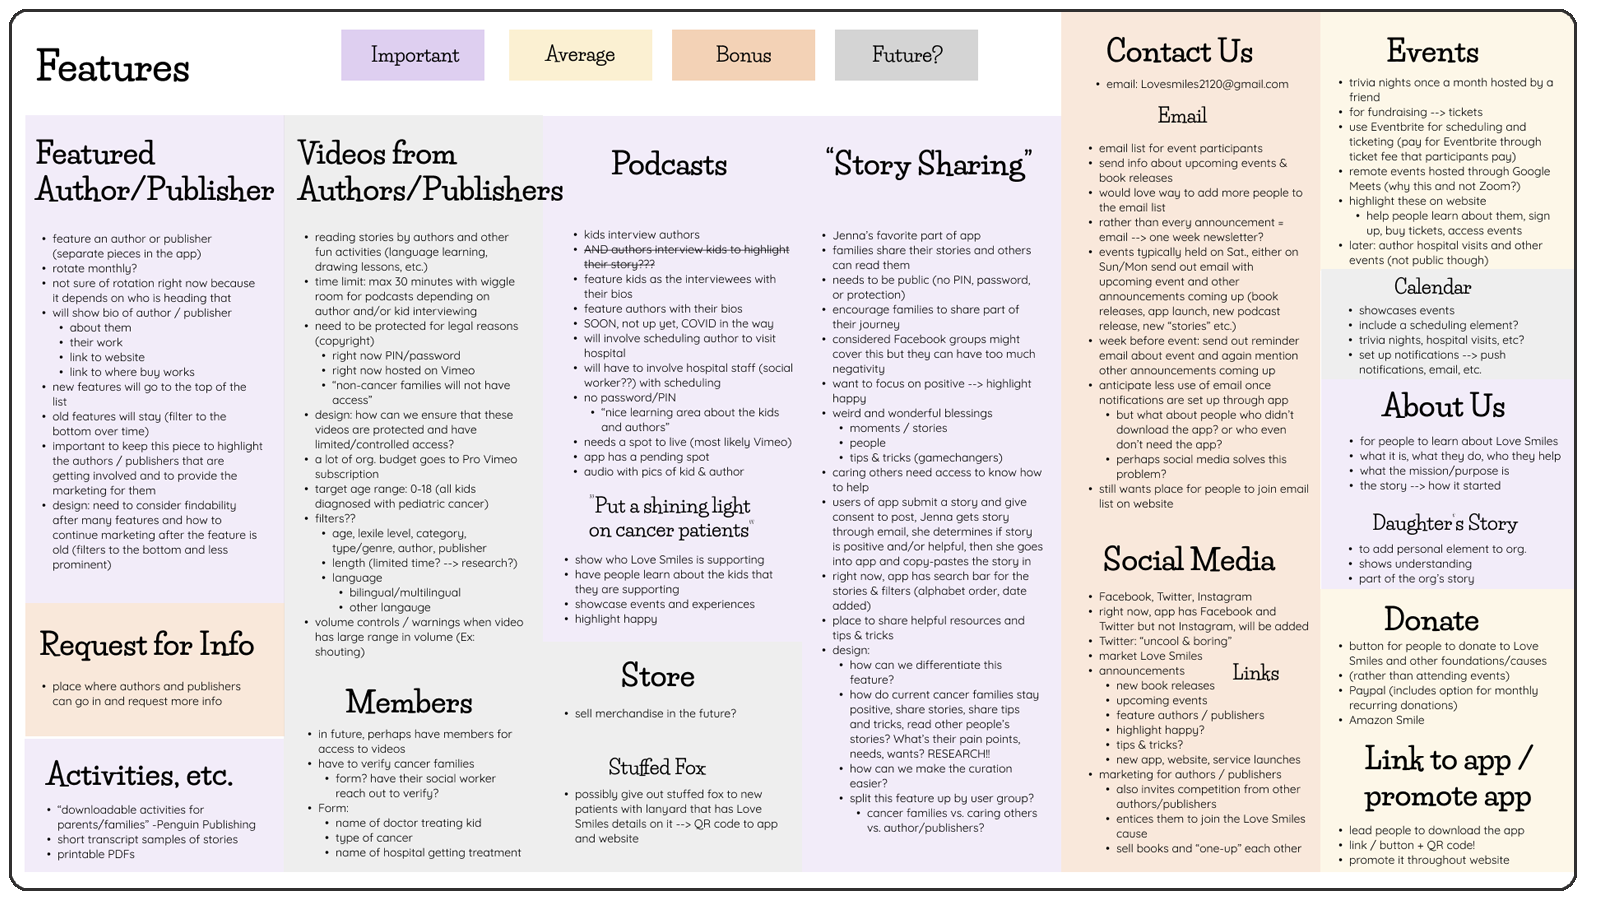 Features
Important
Average
Bonus
Future?
Featured
Author/Publisher
feature an author or publisher
(separate pieces in the app)
rotate monthly?
not sure of rotation right now because
it depends on who is heading that
will show bio of author / publisher
about them
their work
link to website
link to where buy works
new features will go to the top of the
list
old features will stay (filter to the
bottom over time)
important to keep this piece to highlight
the authors / publishers that are
getting involved and to provide the
marketing for them
design: need to consider findability
after many features and how to
continue marketing after the feature is
old (filters to the bottom and less
prominent)
Request for Info
place where authors and publishers
can go in and request more info
Activities, etc.
"downloadable activities for
parents/families" -Penguin Publishing
short transcript samples of stories
printable PDFs
Videos from
Authors/Publishers
reading stories by authors and other
fun activities (language learning,
drawing lessons, etc.)
time limit: max 30 minutes with wiggle
room for podcasts depending on
author and/or kid interviewing
need to be protected for legal reasons
(copyright)
right now PIN/password
right now hosted on Vimeo
"non-cancer families will not have
access"
design: how can we ensure that these
videos are protected and have
limited/controlled access?
a lot of org. budget goes to Pro Vimeo
subscription
target age range: 0-18 (all kids
diagnosed with pediatric cancer)
filters??
age, lexile level, category,
type/genre, author, publisher
length (limited time? --> research?)
language
bilingual/multilingual
other langauge
volume controls / warnings when video
has large range in volume (Ex:
shouting)
Members
in future, perhaps have members for
access to videos
have to verify cancer families
form? have their social worker
reach out to verify?
Form:
name of doctor treating kid
type of cancer
name of hospital getting treatment
Podcasts
kids interview authors
AND authors interview kids to highlight
their story???
feature kids as the interviewees with
their bios
feature authors with their bios
SOON, not up yet, COVID in the way
will involve scheduling author to visit
hospital
will have to involve hospital staff (social
worker??) with scheduling
no password/PIN
"nice learning area about the kids
and authors"
needs a spot to live (most likely Vimeo)
app has a pending spot
audio with pics of kid & author
"Put a shining light
on cancer patients"
show who Love Smiles is supporting
have people learn about the kids that
they are supporting
showcase events and experiences
highlight happy
Store
sell merchandise in the future?
Stuffed Fox
possibly give out stuffed fox to new
patients with lanyard that has Love
Smiles details on it --> QR code to app
and website
"Story Sharing"
Jenna's favorite part of app
families share their stories and others
can read them
needs to be public (no PIN, password,
or protection)
encourage families to share part of
their journey
considered Facebook groups might
cover this but they can have too much
negativity
want to focus on positive --> highlight
happy
weird and wonderful blessings
moments / stories
people
tips & tricks (gamechangers)
caring others need access to know how
to help
users of app submit a story and give
consent to post, Jenna gets story
through email, she determines if story
is positive and/or helpful, then she goes
into app and copy-pastes the story in
right now, app has search bar for the
stories & filters (alphabet order, date
added)
place to share helpful resources and
tips & tricks
design:
how can we differentiate this
feature?
how do current cancer families stay
positive, share stories, share tips
and tricks, read other people's
stories? What's their pain points,
needs, wants? RESEARCH!!
how can we make the curation
easier?
split this feature up by user group?
cancer families vs. caring others
vs. author/publishers?
Contact Us
email: Lovesmiles2120@gmail.com
Email
email list for event participants
send info about upcoming events &
book releases
would love way to add more people to
the email list
rather than every announcement =
email --> one week newsletter?
events typically held on Sat., either on
Sun/Mon send out email with
upcoming event and other
announcements coming up (book
releases, app launch, new podcast
release, new "stories" etc.)
week before event: send out reminder
email about event and again mention
other announcements coming up
anticipate less use of email once
notifications are set up through app
but what about people who didn't
download the app? or who even
don't need the app?
perhaps social media solves this
problem?
still wants place for people to join email
list on website
Social Media
Facebook, Twitter, Instagram
right now, app has Facebook and
Twitter but not Instagram, will be added
Twitter: "uncool & boring"
market Love Smiles
announcements
new book releases
upcoming events
feature authors / publishers
highlight happy?
tips & tricks?
new app, website, service launches
marketing for authors / publishers
also invites competition from other
authors/publishers
entices them to join the Love Smiles
cause
sell books and "one-up" each other
Links
Events
trivia nights once a month hosted by a
friend
for fundraising --> tickets
use Eventbrite for scheduling and
ticketing (pay for Eventbrite through
ticket fee that participants pay)
remote events hosted through Google
Meets (why this and not Zoom?)
highlight these on website
help people learn about them, sign
up, buy tickets, access events
later: author hospital visits and other
events (not public though)
Calendar
showcases events
include a scheduling element?
trivia nights, hospital visits, etc?
set up notifications --> push
notifications, email, etc.
About Us
for people to learn about Love Smiles
what it is, what they do, who they help
what the mission/purpose is
the story --> how it started
Daughter's Story
to add personal element to org.
shows understanding
part of the org's story
Donate
button for people to donate to Love
Smiles and other foundations/causes
(rather than attending events)
Paypal (includes option for monthly
recurring donations)
Amazon Smile
Link to app /
promote app
lead people to download the app
link / button + QR code!
promote it throughout website